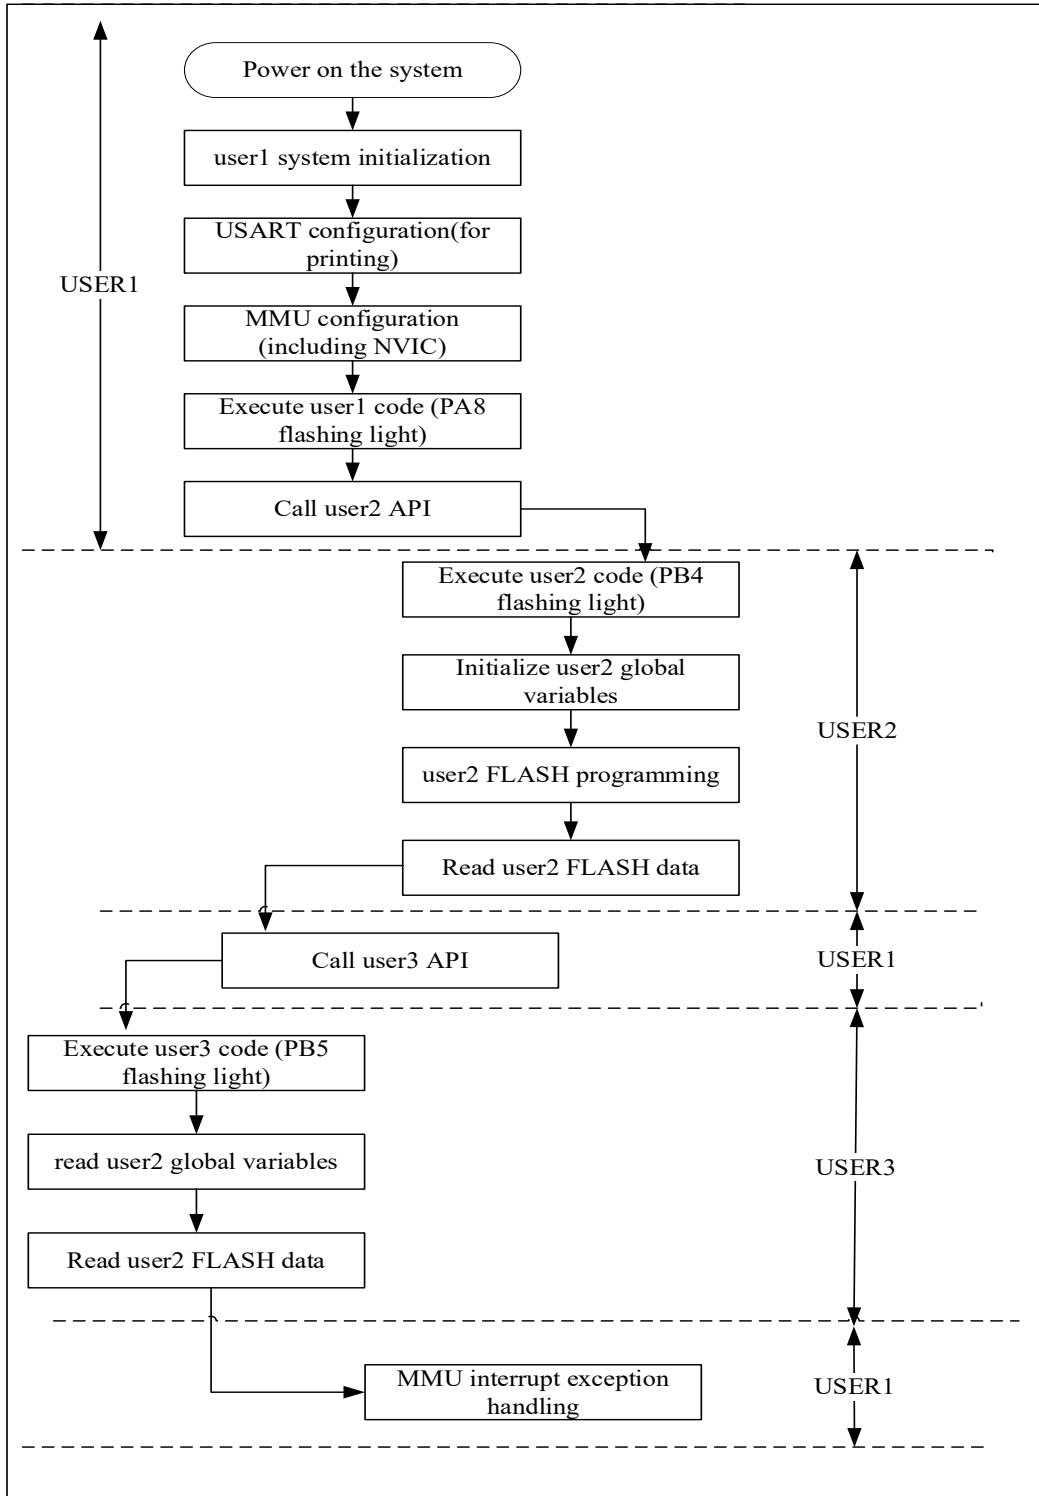 Power on the system
user1 system initialization
USART configuration(for
printing)
USER1
MMU configuration
(including NVIC)
Execute user1 code (PA8
flashing light)
Call user2 API
Execute user2 code (PB4
flashing light)
Initialize user2 global
variables
USER2
user2 FLASH programming
Read user2 FLASH data
Call user3 API
USER1
Execute user3 code (PB5
flashing light)
read user2 global variables
USER3
Read user2 FLASH data
MMU interrupt exception
handling
USER1